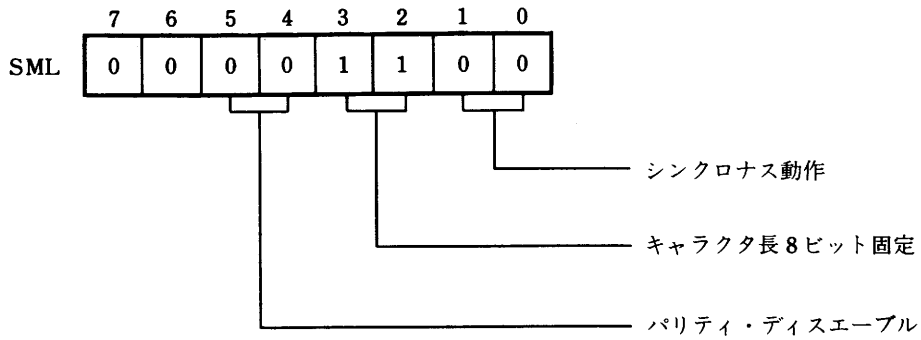 7 6 5 4 3 2 1 0
SML 0 0 0 0 1 1 0 0
シンクロナス動作
キャラクタ長8ビット固定
パリティ・ディスエーブル